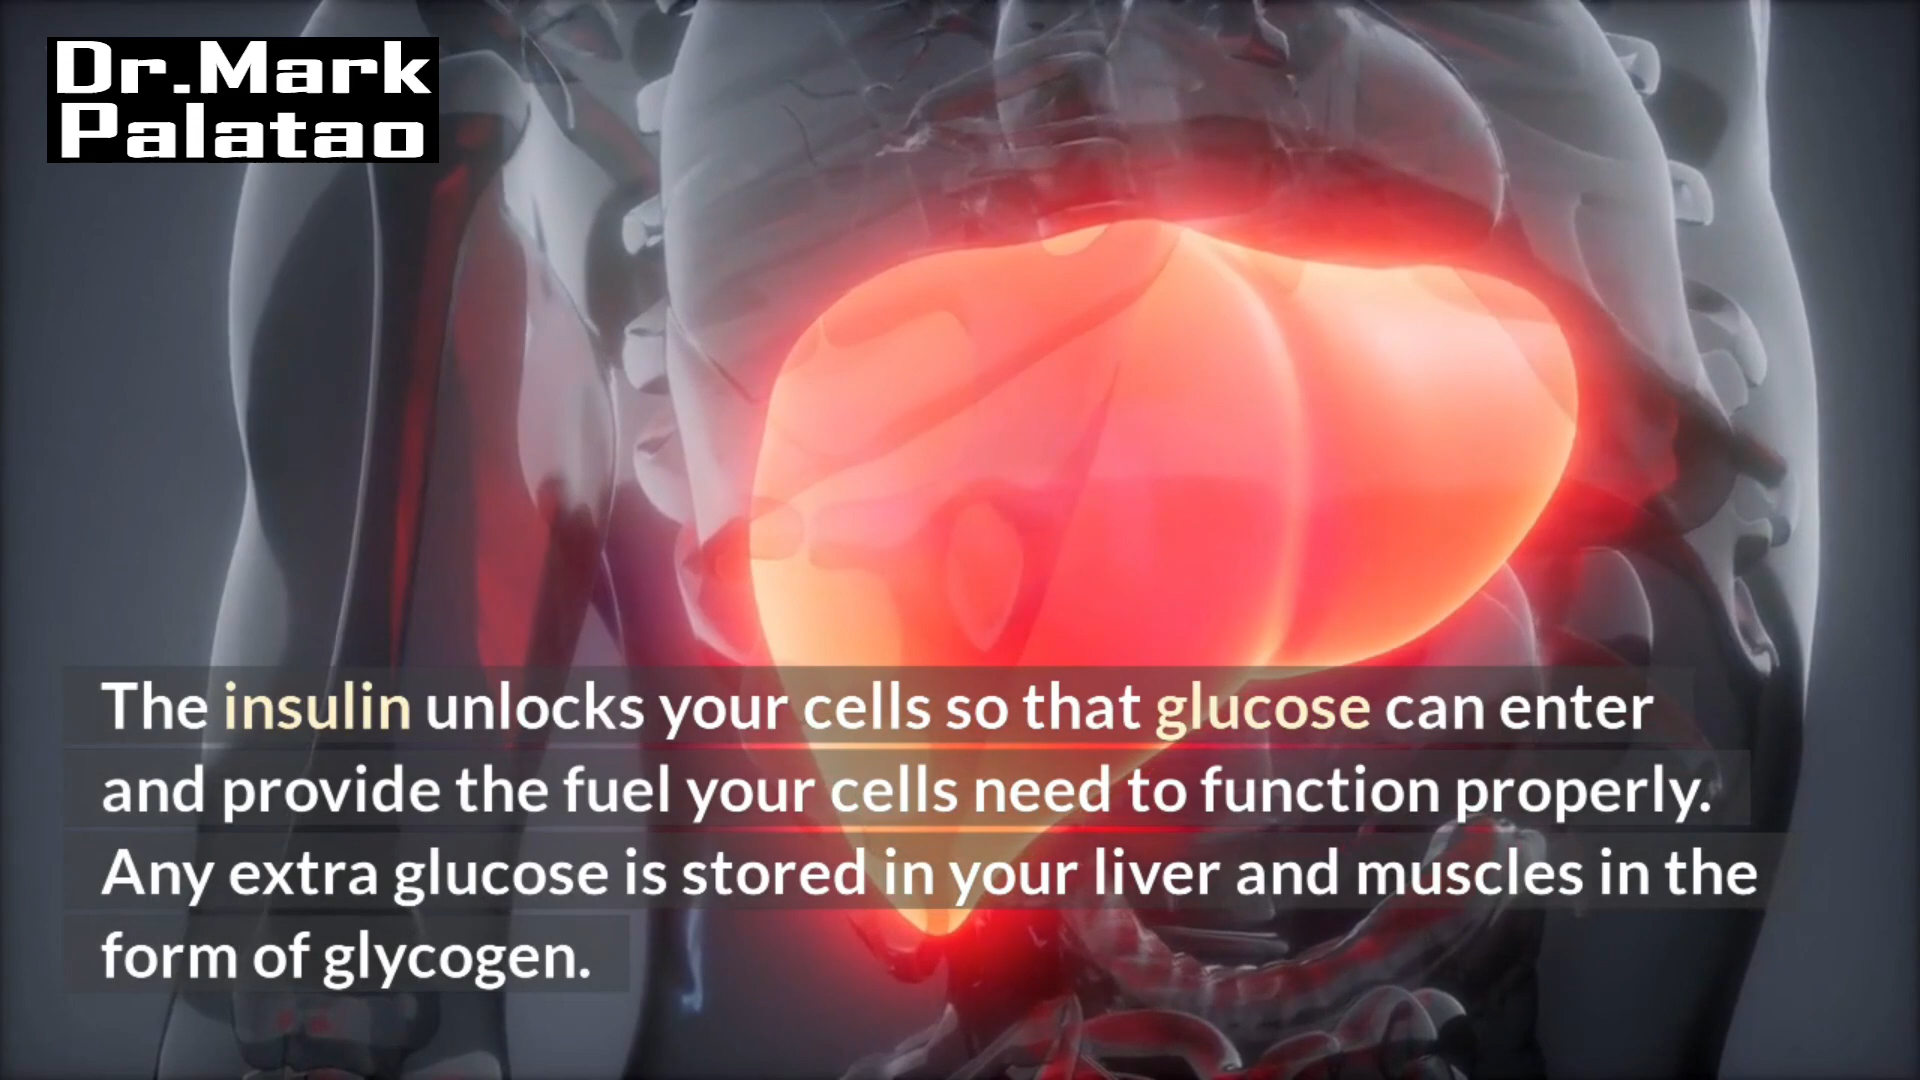 Dr.Mark
Palatao
The insulin unlocks your cells so that glucose can enter
and provide the fuel your cells need to function properly.
Any extra glucose is stored in your liver and muscles in the
form of glycogen.